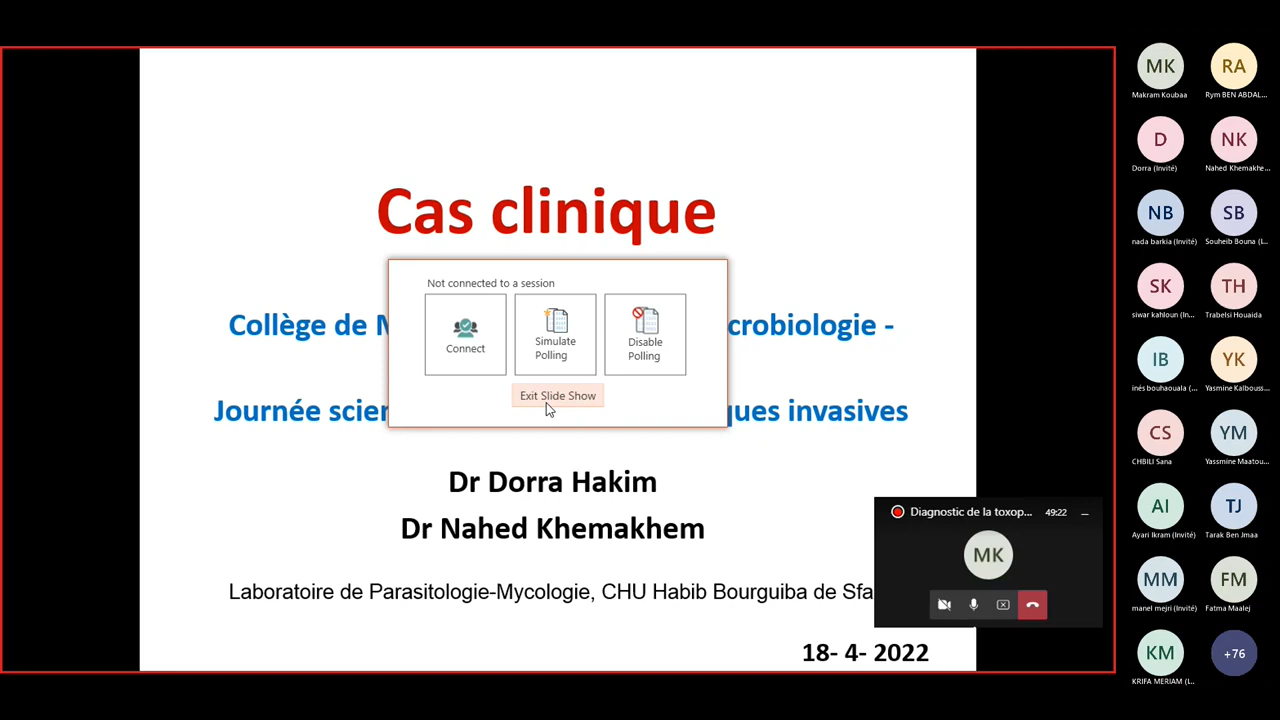 Cas clinique
Not connected to a session
Connect
Simulate
Polling
Disable
Polling
Exit Slide Show
Collège de
crobiologie -
Journée
invasives
Dr Dorra Hakim
Dr Nahed Khemakhem
Laboratoire de Parasitologie-Mycologie, CHU Habib Bourguiba de Sfa
18- 4- 2022
Diagnostic de la toxop...
49:22
MK
MK
Makram Koubaa
RA
Rym BEN ABDAL...
D
Dorra (Invité)
NK
Nahed Khemakhe...
NB
nada barkia (Invité)
SB
Souheib Bouna (I...
SK
siwar kahloun (In...
TH
Trabelsi Houaida
IB
inés bouhaouala (...
YK
Yasmine Kalbouss...
CS
CHBILI Sana
YM
Yassmine Maatou...
AI
Ayari Ikram (Invité)
TJ
Tarak Ben Jmaa
MM
manel mejri (Invité)
FM
Fatma Maalej
KM
KRIFA MERIAM (I...
+76